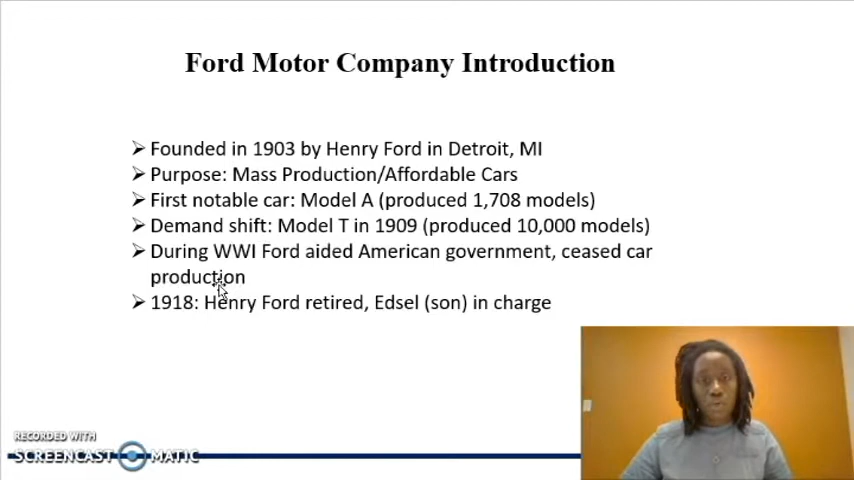 Ford Motor Company Introduction
➢ Founded in 1903 by Henry Ford in Detroit, MI
➢ Purpose: Mass Production/Affordable Cars
➢ First notable car: Model A (produced 1,708 models)
➢ Demand shift: Model T in 1909 (produced 10,000 models)
➢ During WWI Ford aided American government, ceased car
production
➢ 1918: Henry Ford retired, Edsel (son) in charge
RECORDED WITH
SCREENCAST MATIC